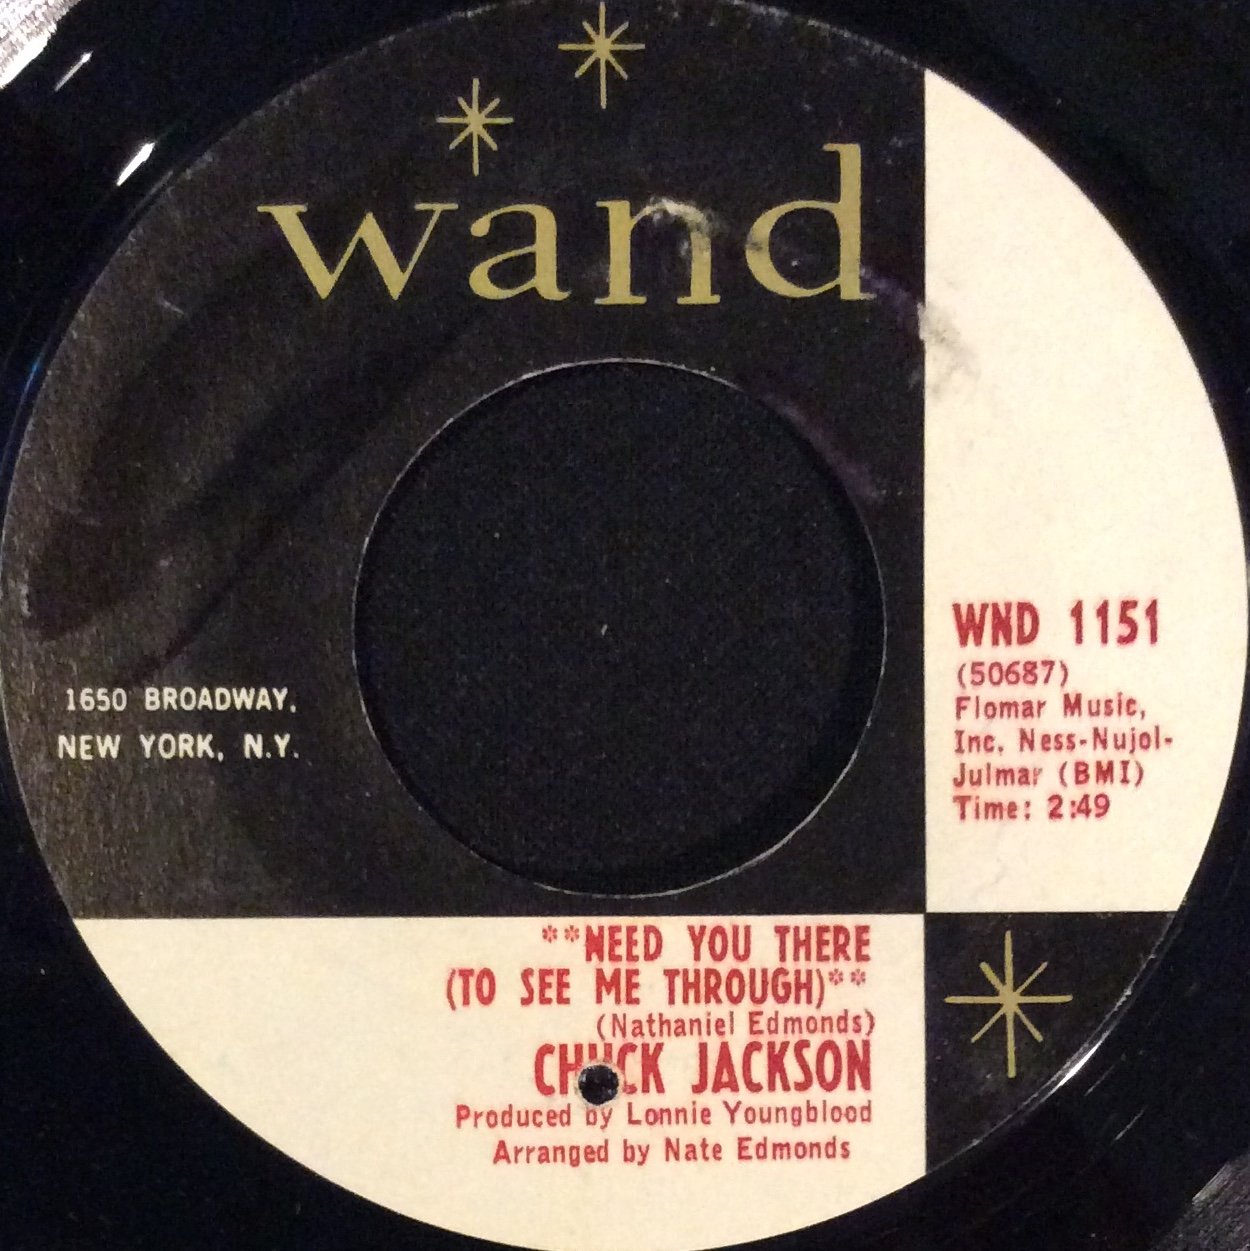 wand
1650 BROADWAY,
NEW YORK, N.Y.
WND 1151
(50687)
Flomar Music,
Inc. Ness-Nujol-
Julmar (BMI)
Time: 2:49
**NEED YOU THERE
(TO SEE ME THROUGH)**
(Nathaniel Edmonds)
CHUCK JACKSON
Produced by Lonnie Youngblood
Arranged by Nate Edmonds